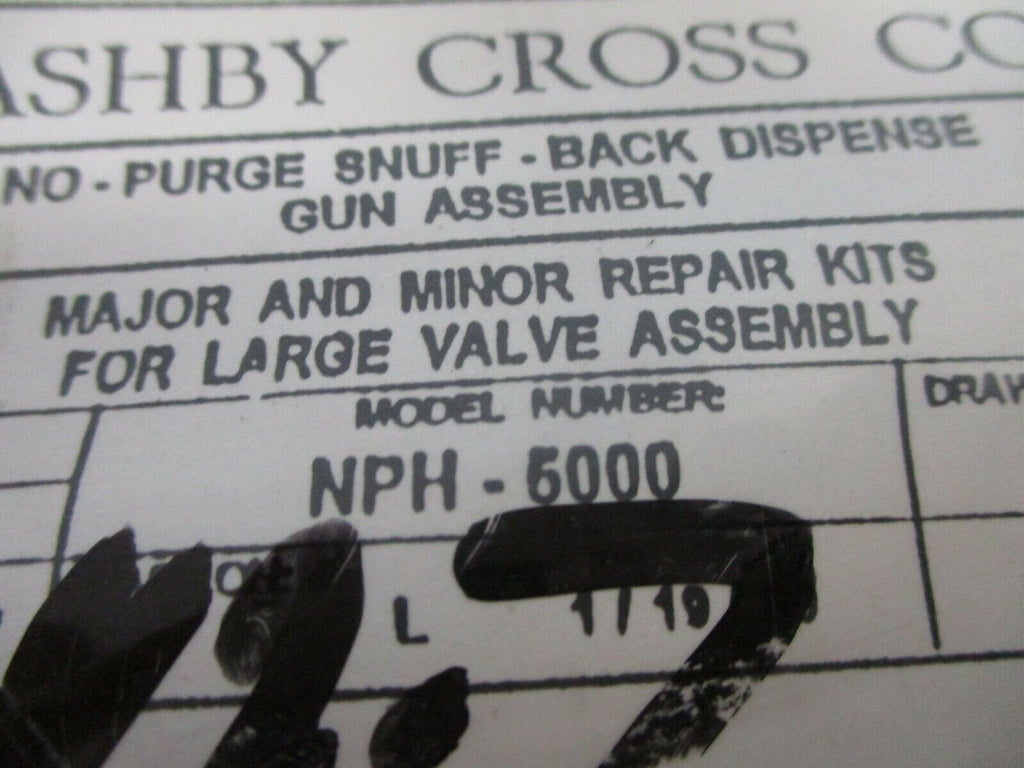 ASHBY CROSS CO
NO - PURGE SNUFF - BACK DISPENSE
GUN ASSEMBLY
MAJOR AND MINOR REPAIR KITS
FOR LARGE VALVE ASSEMBLY
MODEL NUMBER:
DRAW
NPH - 5000
L
1 / 19